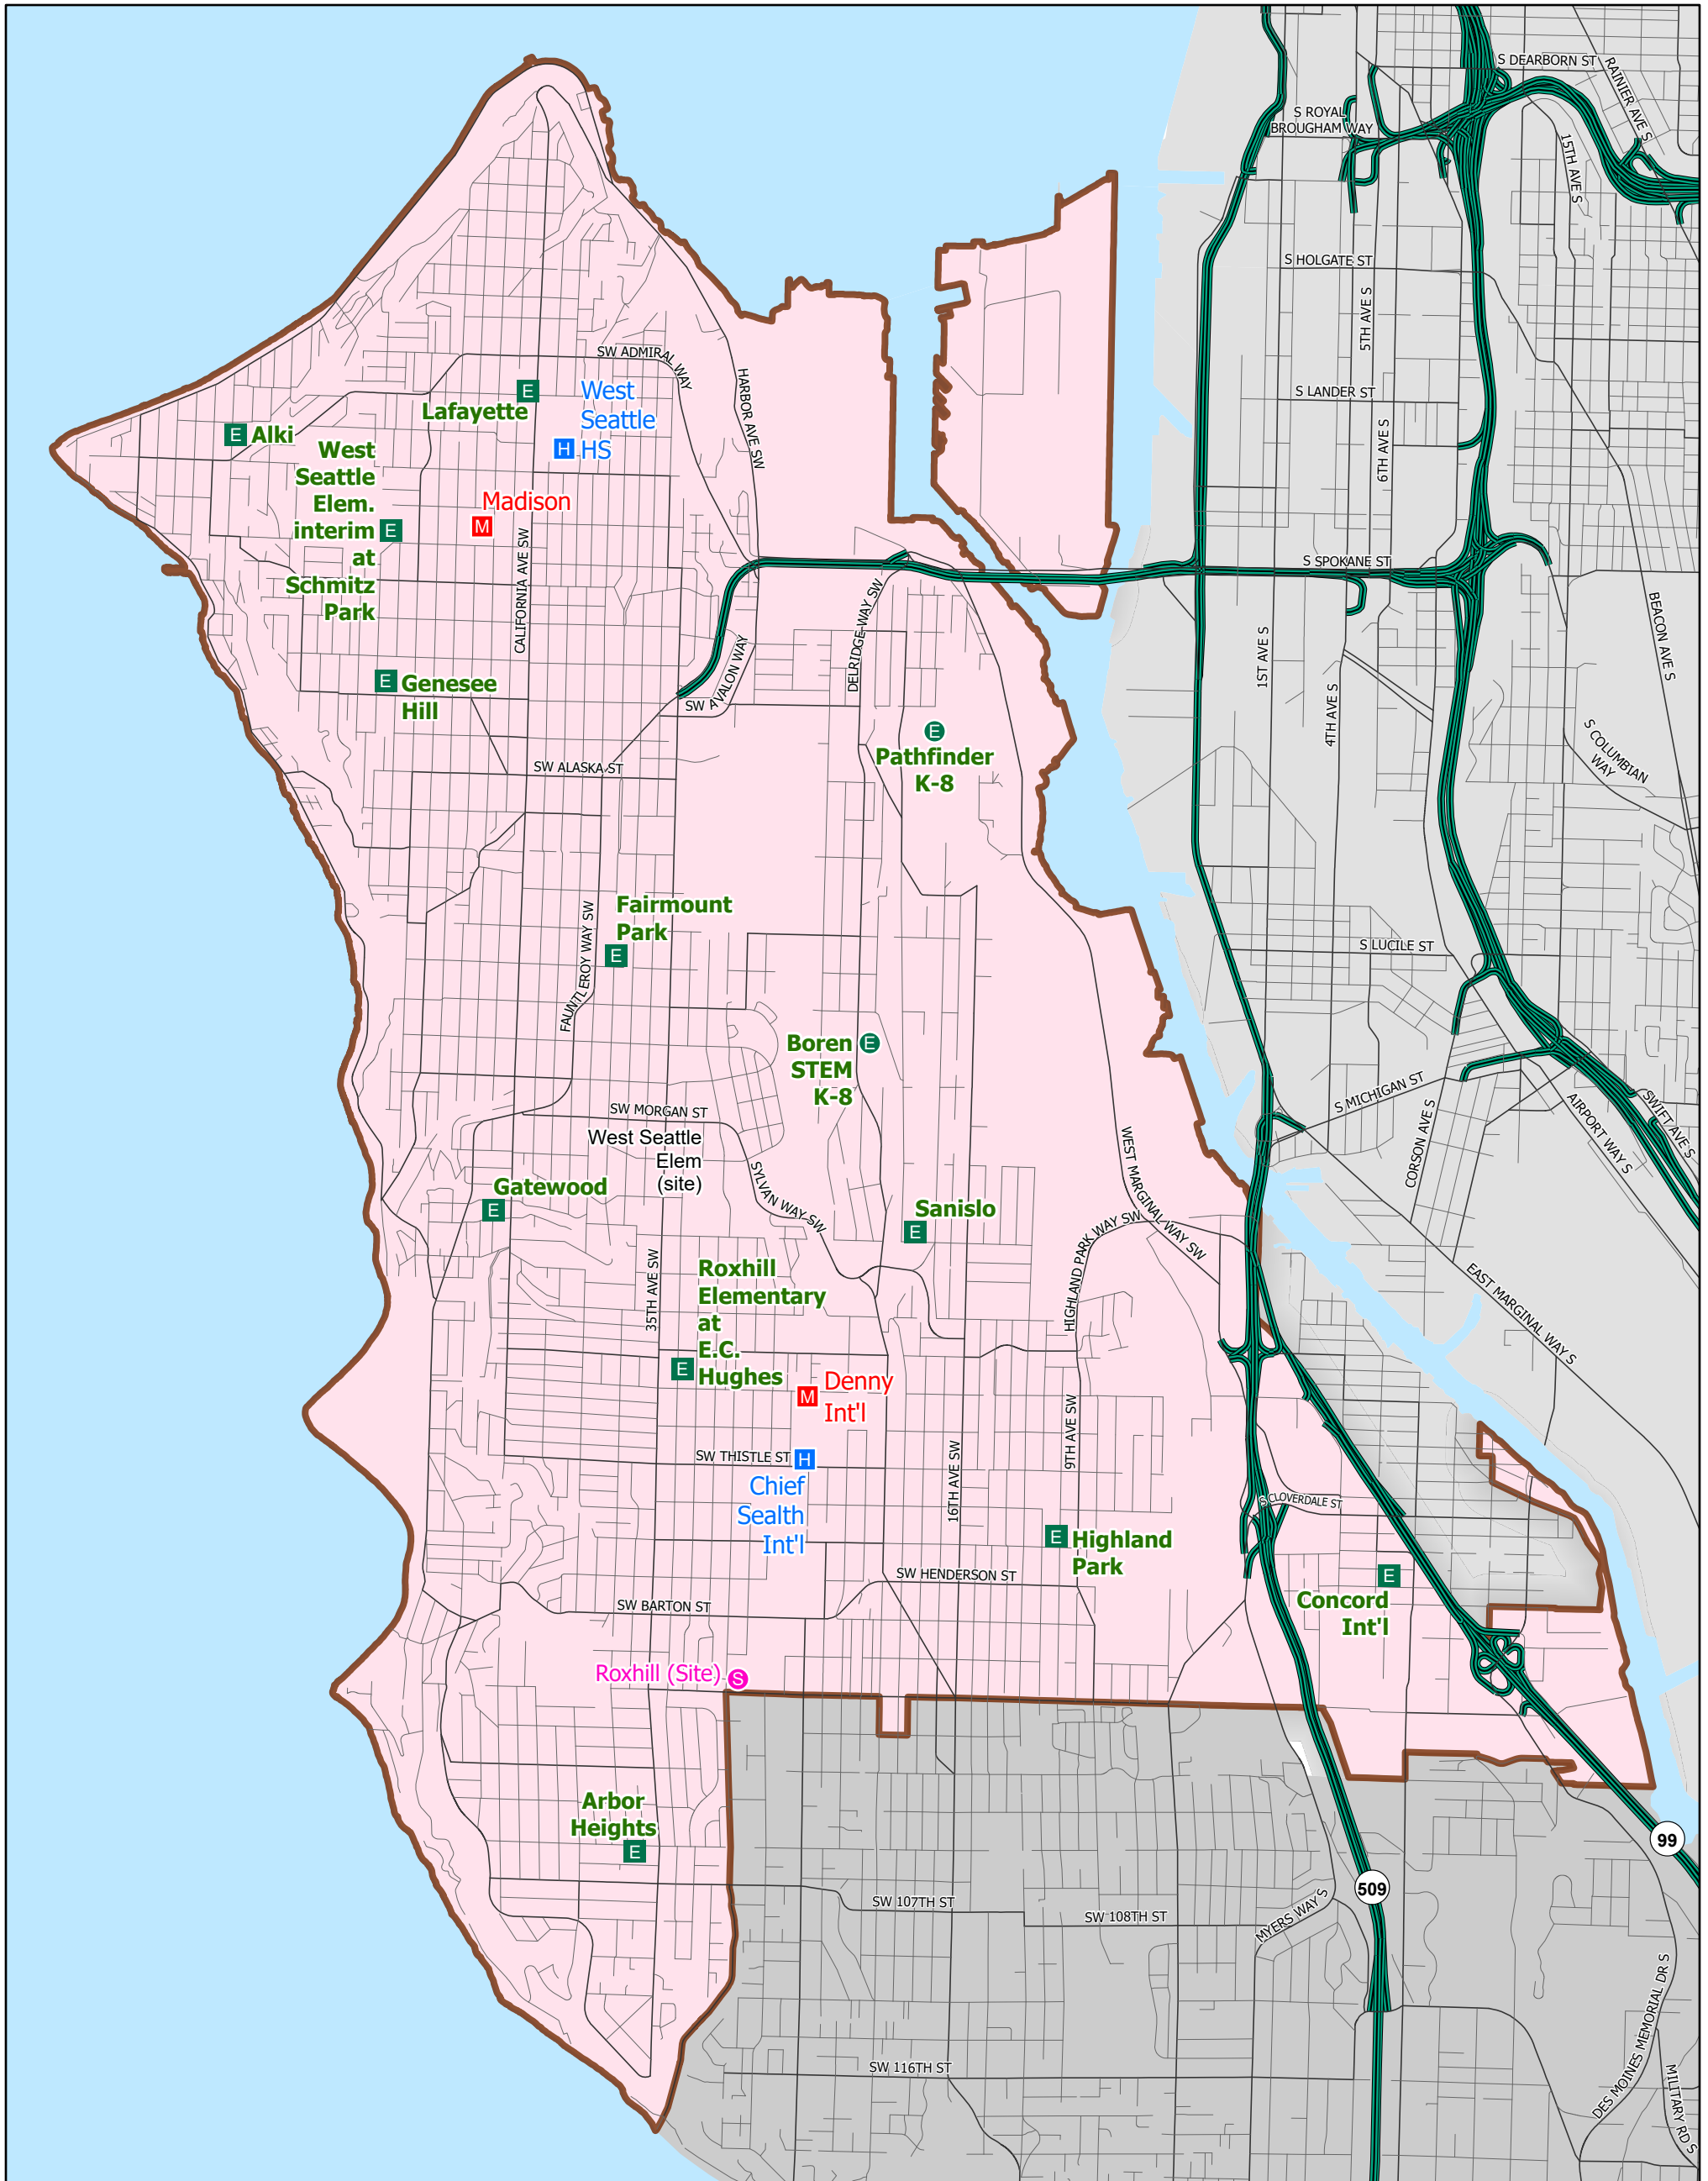 S DEARBORN ST
RAINIER AVE S
S ROYAL
BROUGHAM WAY
15TH AVE S
S HOLGATE ST
5TH AVE S
SW ADMIRAL WAY
HARBOR AVE SW
S LANDER ST
6TH AVE S
E
Lafayette
West
Seattle
H HS
E Alki
West
Seattle
Elem.
interim
at
Schmitz
Park
E
Madison
M
CALIFORNIA AVE SW
S SPOKANE ST
BEACON AVE S
DELRIDGE WAY SW
SW AVALON WAY
1ST AVE S
4TH AVE S
E Genesee
Hill
S COLUMBIAN
WAY
E
Pathfinder
K-8
SW ALASKA ST
Fairmount
Park
E
FAUNTLEROY WAY SW
S LUCILE ST
Boren E
STEM
K-8
SW MORGAN ST
S MICHIGAN ST
CORSON AVE S
AIRPORT WAY S
SWIFT AVE S
West Seattle
Elem
(site)
SYLVAN WAY SW
WEST MARGINAL WAY SW
Gatewood
E
Sanislo
E
HIGHLAND PARK WAY SW
35TH AVE SW
EAST MARGINAL WAY S
Roxhill
Elementary
at
E.C.
Hughes
E
M Denny
Int'l
9TH AVE SW
16TH AVE SW
SW THISTLE ST
H
Chief
Sealth
Int'l
S CLOVERDALE ST
E Highland
Park
SW HENDERSON ST
E
Concord
Int'l
SW BARTON ST
Roxhill (Site) S
Arbor
Heights
E
99
509
SW 107TH ST
SW 108TH ST
MYERS WAY S
DES MOINES MEMORIAL DR S
SW 116TH ST
MILITARY RD S